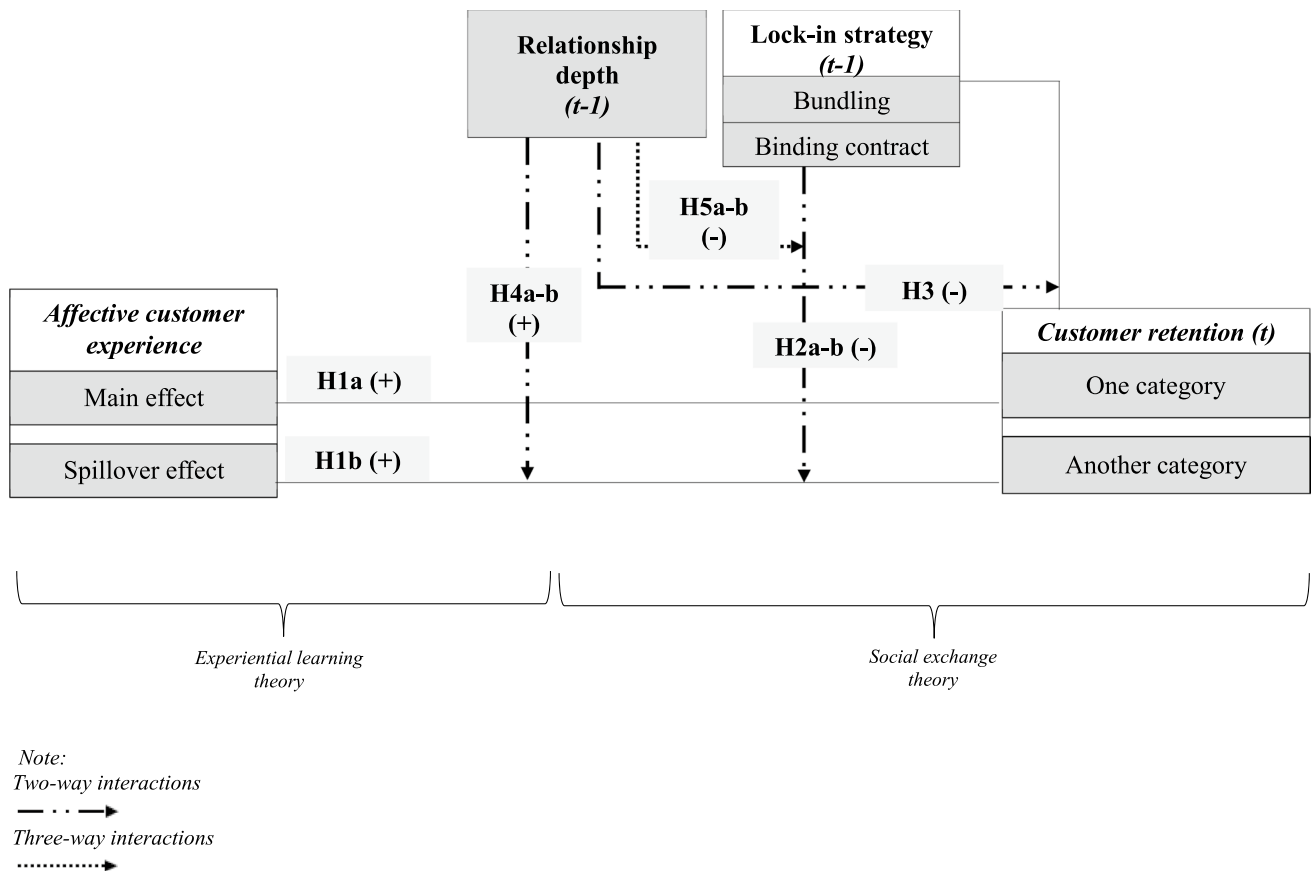 Relationship
depth
(t-1)
Lock-in strategy
(t-1)
Bundling
Binding contract
H5a-b
(-)
H4a-b
(+)
H3 (-)
H2a-b (-)
Affective customer
experience
Main effect
Spillover effect
H1a (+)
H1b (+)
Customer retention (t)
One category
Another category
Experiential learning
theory
Social exchange
theory
Note:
Two-way interactions
Three-way interactions